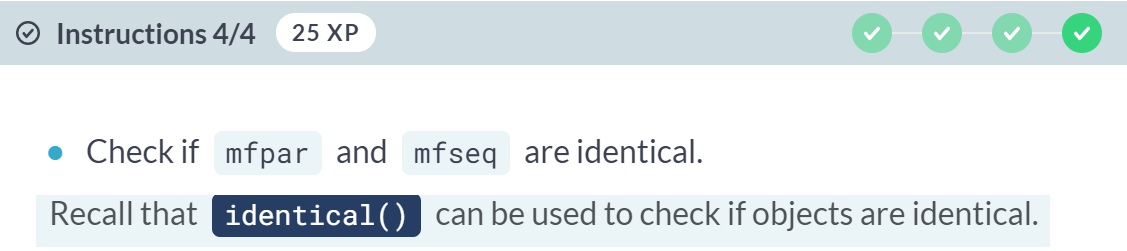 Instructions 4/4 25 XP
Check if mfpar and mfseq are identical.
Recall that identical() can be used to check if objects are identical.